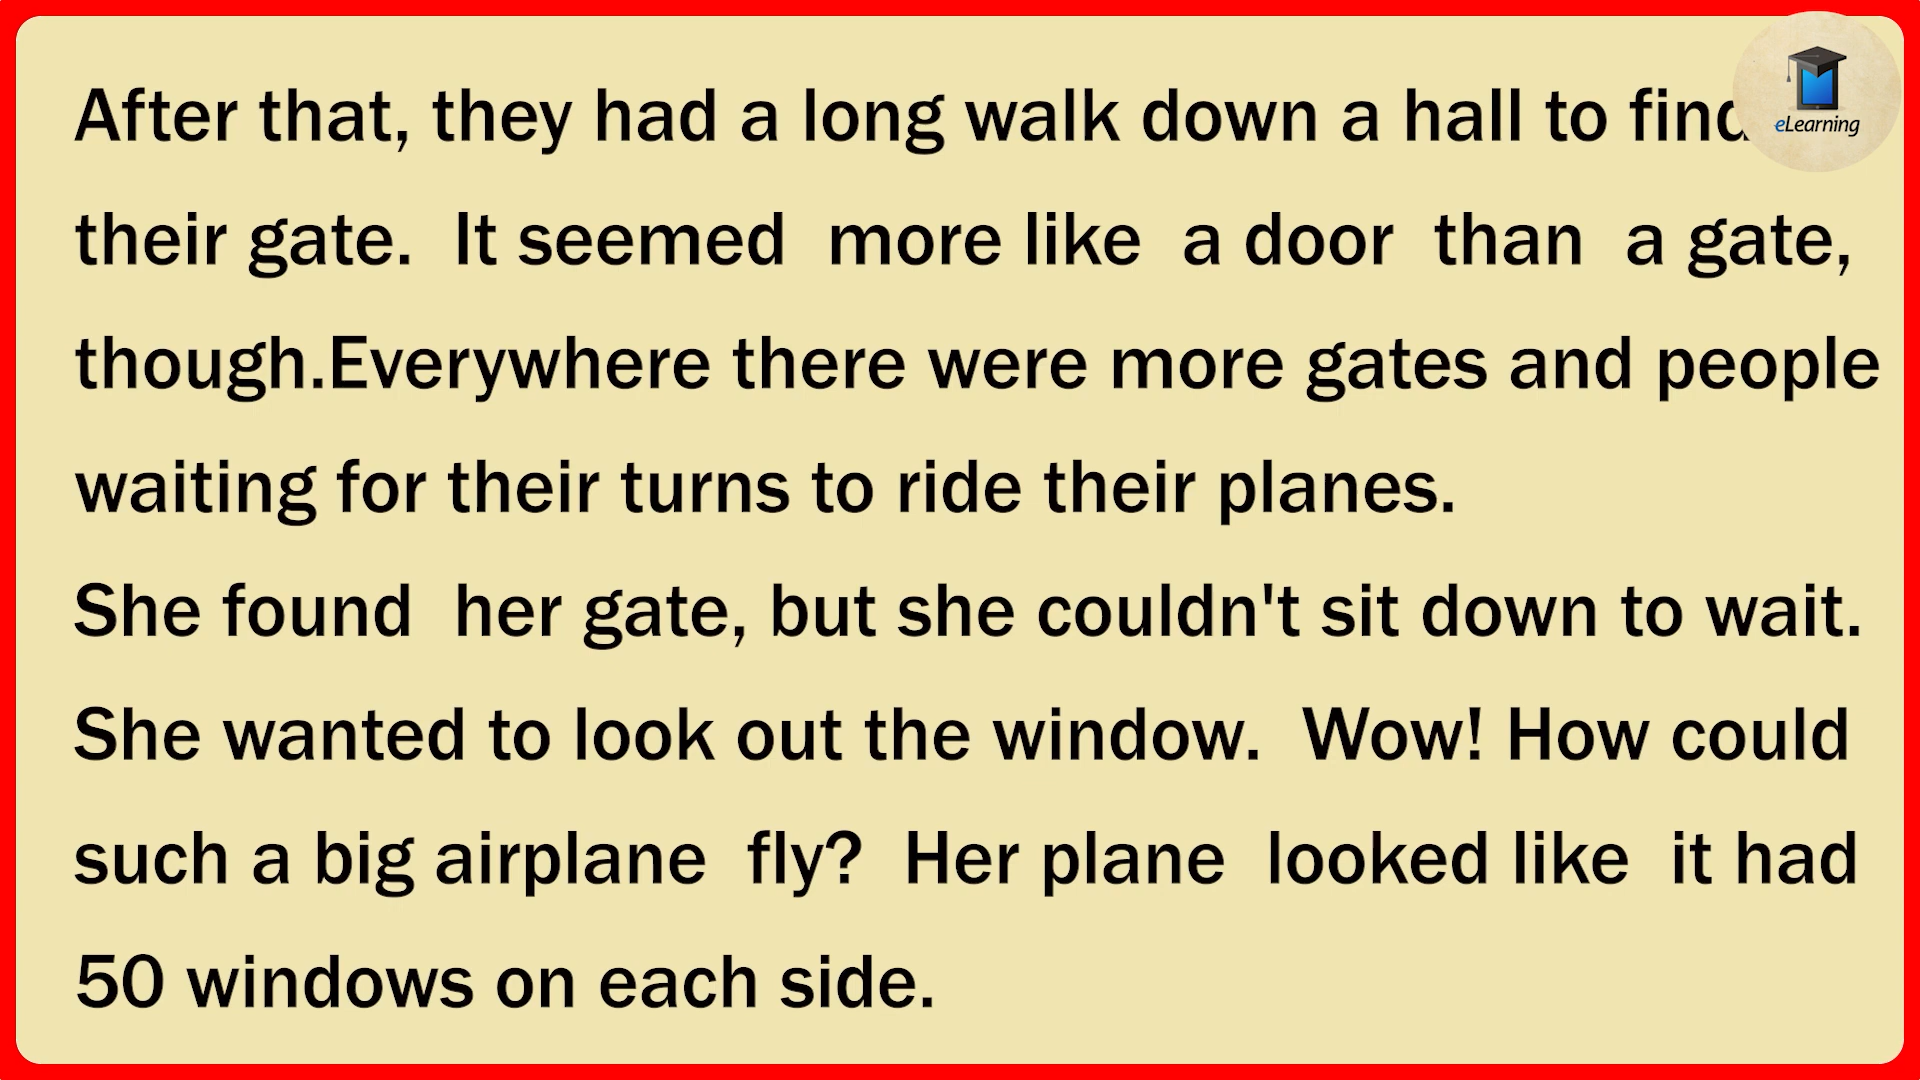 After that, they had a long walk down a hall to find
their gate.  It seemed  more like  a door  than  a gate,
though.Everywhere there were more gates and people
waiting for their turns to ride their planes.
She found  her gate, but she couldn't sit down to wait.
She wanted to look out the window.  Wow! How could
such a big airplane  fly?  Her plane  looked like  it had
50 windows on each side.
eLearning